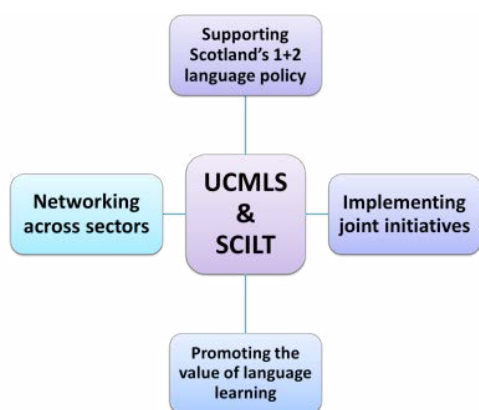 Supporting
Scotland's 1+2
language policy
Networking
across sectors
UCMLS
&
SCILT
Implementing
joint initiatives
Promoting the
value of language
learning